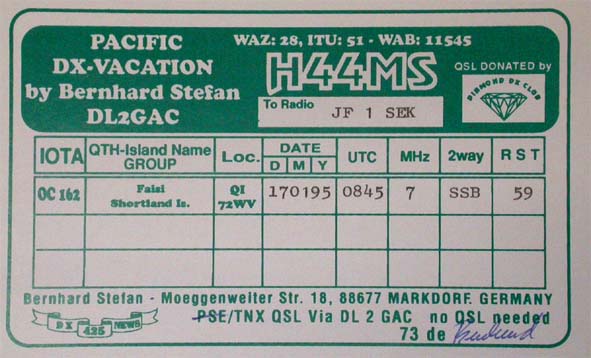 PACIFIC
DX-VACATION
by Bernhard Stefan
DL2GAC
WAZ: 28, ITU: 51 - WAB: 11545
H44MS
To Radio JF 1 SEK
QSL DONATED by
DIAMOND DX CLUB
IOTA QTH-Island Name GROUP Loc. DATE D M Y UTC MHz 2way R S T
OC 162 Faisi Shortland Is. QI 72WV 170195 0845 7 SSB 59
Bernhard Stefan - Moeggenweiler Str. 18, 88677 MARKDORF. GERMANY
DX 425 NEWS
PSE/TNX QSL Via DL 2 GAC no QSL needed
73 de Bernhard